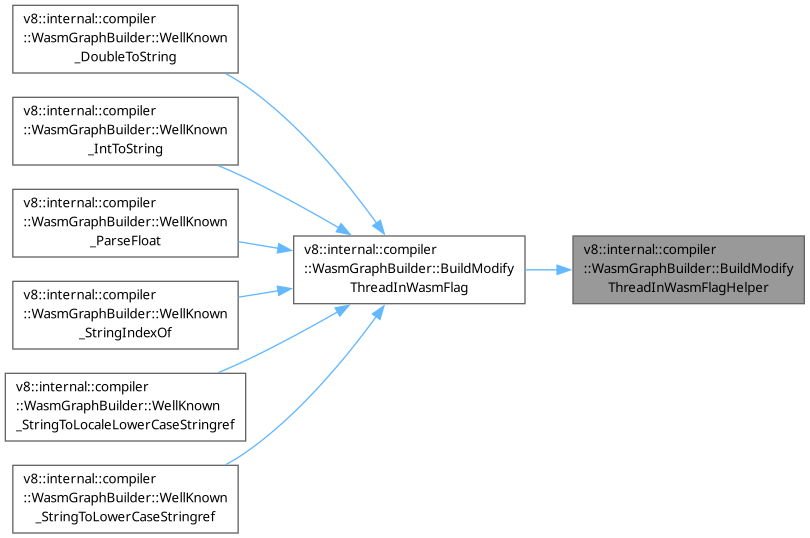 v8::internal::compiler
::WasmGraphBuilder::WellKnown
_DoubleToString
v8::internal::compiler
::WasmGraphBuilder::WellKnown
_IntToString
v8::internal::compiler
::WasmGraphBuilder::WellKnown
_ParseFloat
v8::internal::compiler
::WasmGraphBuilder::WellKnown
_StringIndexOf
v8::internal::compiler
::WasmGraphBuilder::WellKnown
_StringToLocaleLowerCaseStringref
v8::internal::compiler
::WasmGraphBuilder::WellKnown
_StringToLowerCaseStringref
v8::internal::compiler
::WasmGraphBuilder::BuildModify
ThreadInWasmFlag
v8::internal::compiler
::WasmGraphBuilder::BuildModify
ThreadInWasmFlagHelper